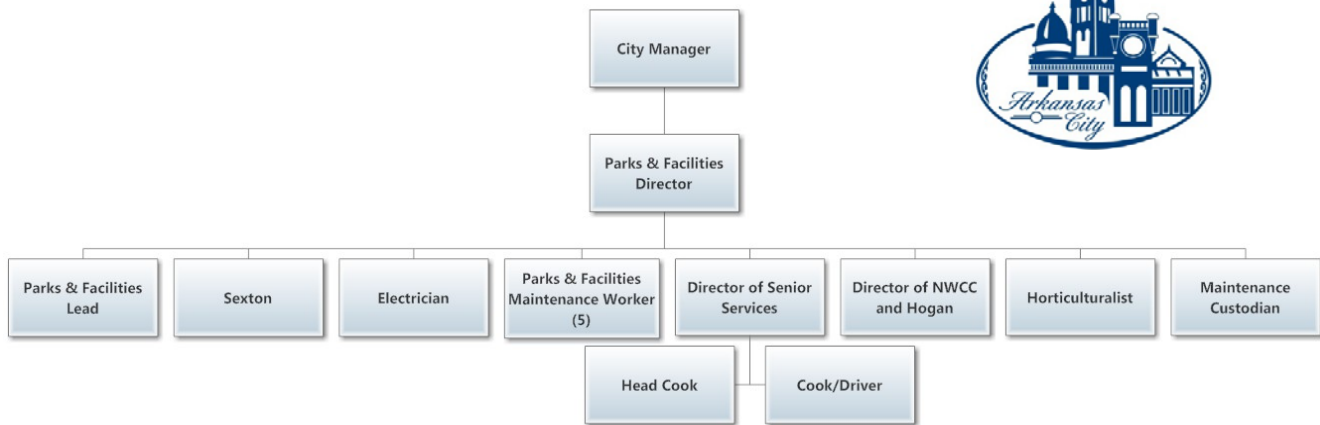 City Manager
Arkansas
City
Parks & Facilities
Director
Parks & Facilities
Lead
Sexton
Electrician
Parks & Facilities
Maintenance Worker
(5)
Director of Senior
Services
Director of NWCC
and Hogan
Horticulturalist
Maintenance
Custodian
Head Cook
Cook/Driver